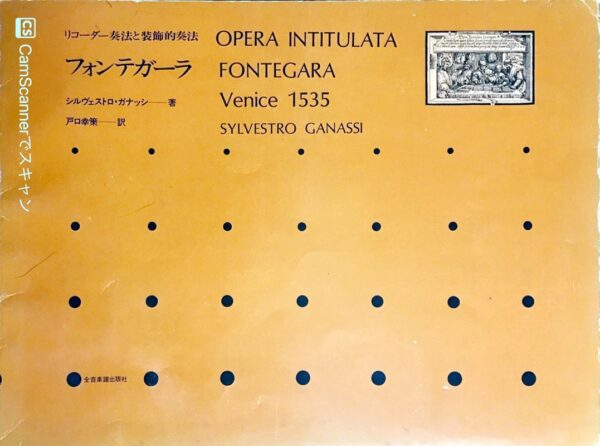 リコーダー奏法と装飾的奏法
フォンテガーラ
シルヴェストロ・ガナッシ——著
戸口幸策——訳
OPERA INTITULATA
FONTEGARA
Venice 1535
SYLVESTRO GANASSI
全音楽譜出版社
CS CamScannerでスキャン